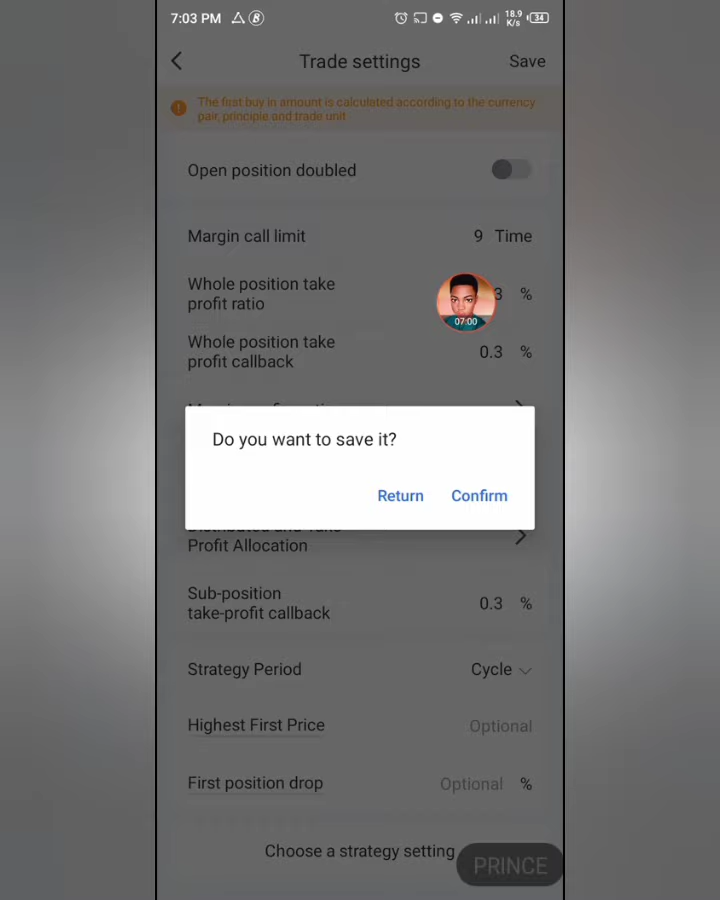 7:03 PM
18.9
K/s
34
Trade settings
Save
The first buy in amount is calculated according to the currency
pair, principle and trade unit
Open position doubled
Margin call limit
9 Time
Whole position take
profit ratio
3 %
07:00
Whole position take
profit callback
0.3 %
Do you want to save it?
Return
Confirm
Profit Allocation
Sub-position
take-profit callback
0.3 %
Strategy Period
Cycle
Highest First Price
Optional
First position drop
Optional %
Choose a strategy setting
PRINCE